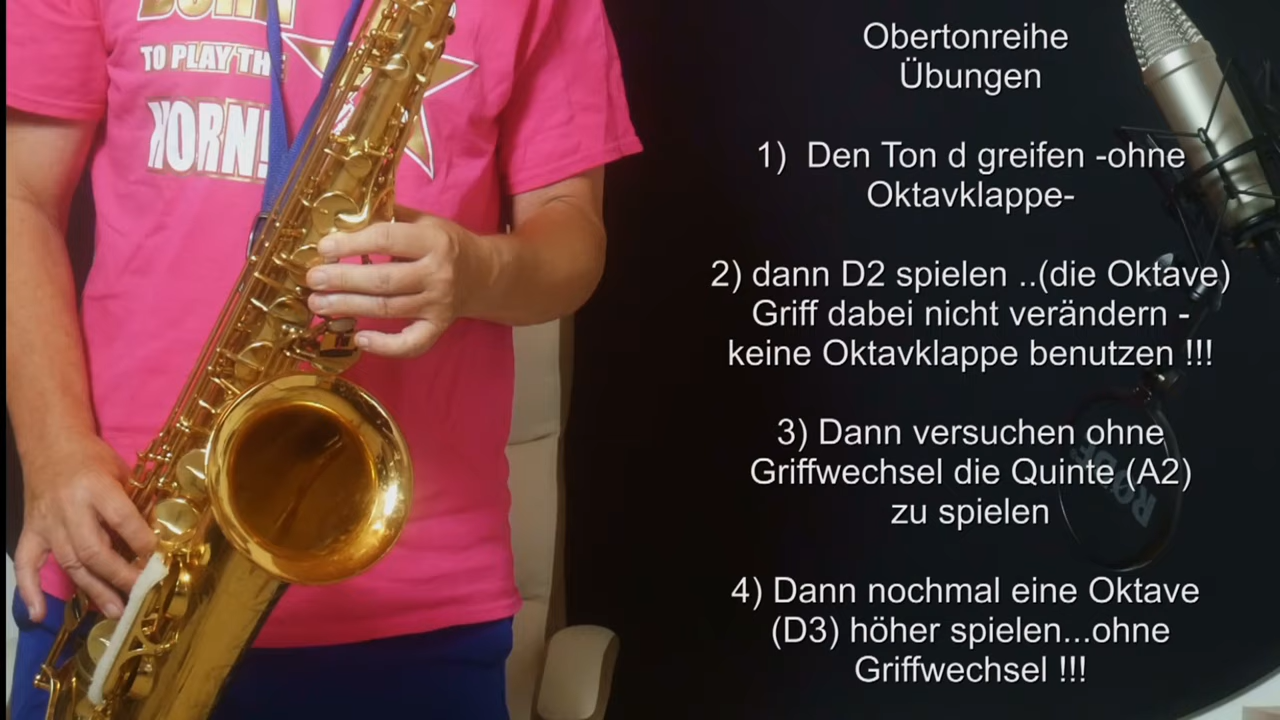 BORN
TO PLAY THE
HORN!
Obertonreihe
Übungen
1) Den Ton d greifen -ohne
Oktavklappe-
2) dann D2 spielen ..(die Oktave)
Griff dabei nicht verändern -
keine Oktavklappe benutzen !!!
3) Dann versuchen ohne
Griffwechsel die Quinte (A2)
zu spielen
4) Dann nochmal eine Oktave
(D3) höher spielen...ohne
Griffwechsel !!!
RØDE